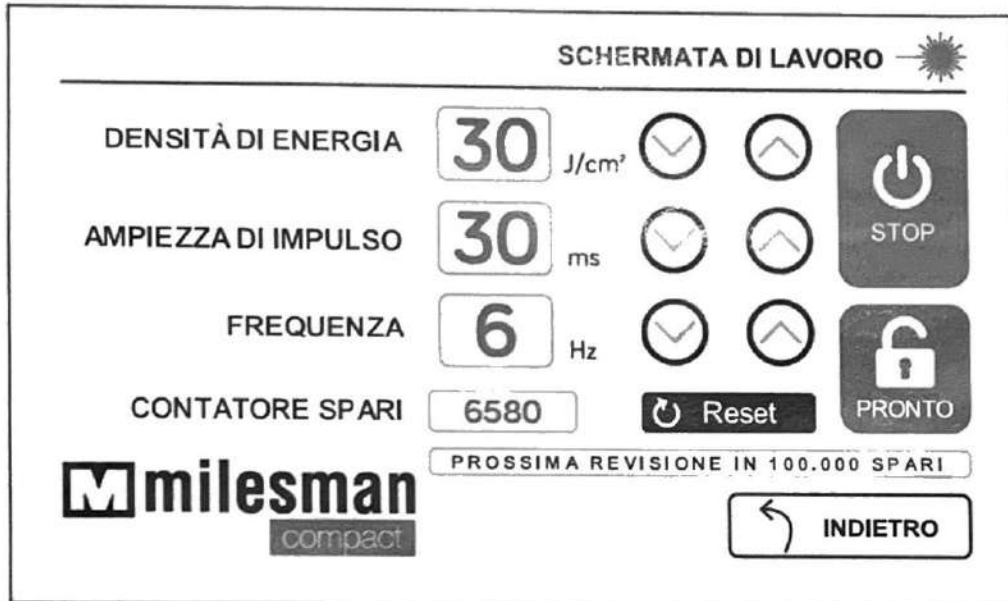 SCHERMATA DI LAVORO
DENSITÀ DI ENERGIA 30 J/cm²
STOP
AMPIEZZA DI IMPULSO 30 ms
FREQUENZA 6 Hz
PRONTO
CONTATORE SPARI 6580 Reset
PROSSIMA REVISIONE IN 100.000 SPARI
M milesman
compact
INDIETRO